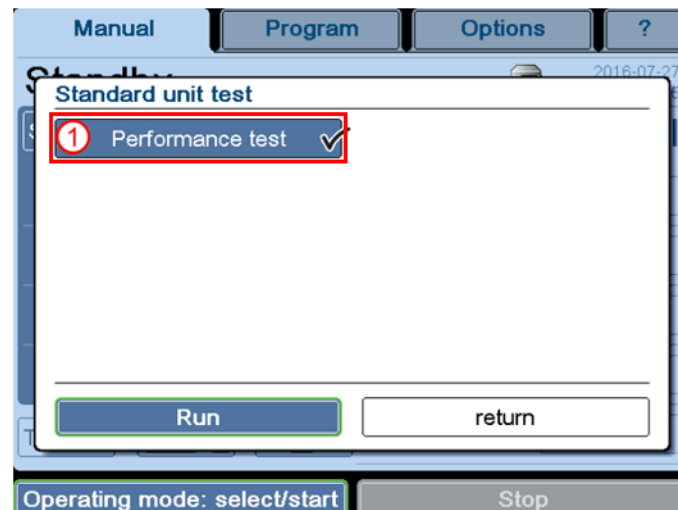 Manual Program Options ?
2016-07-27
Standard unit test
1 Performance test
Run return
Operating mode: select/start Stop